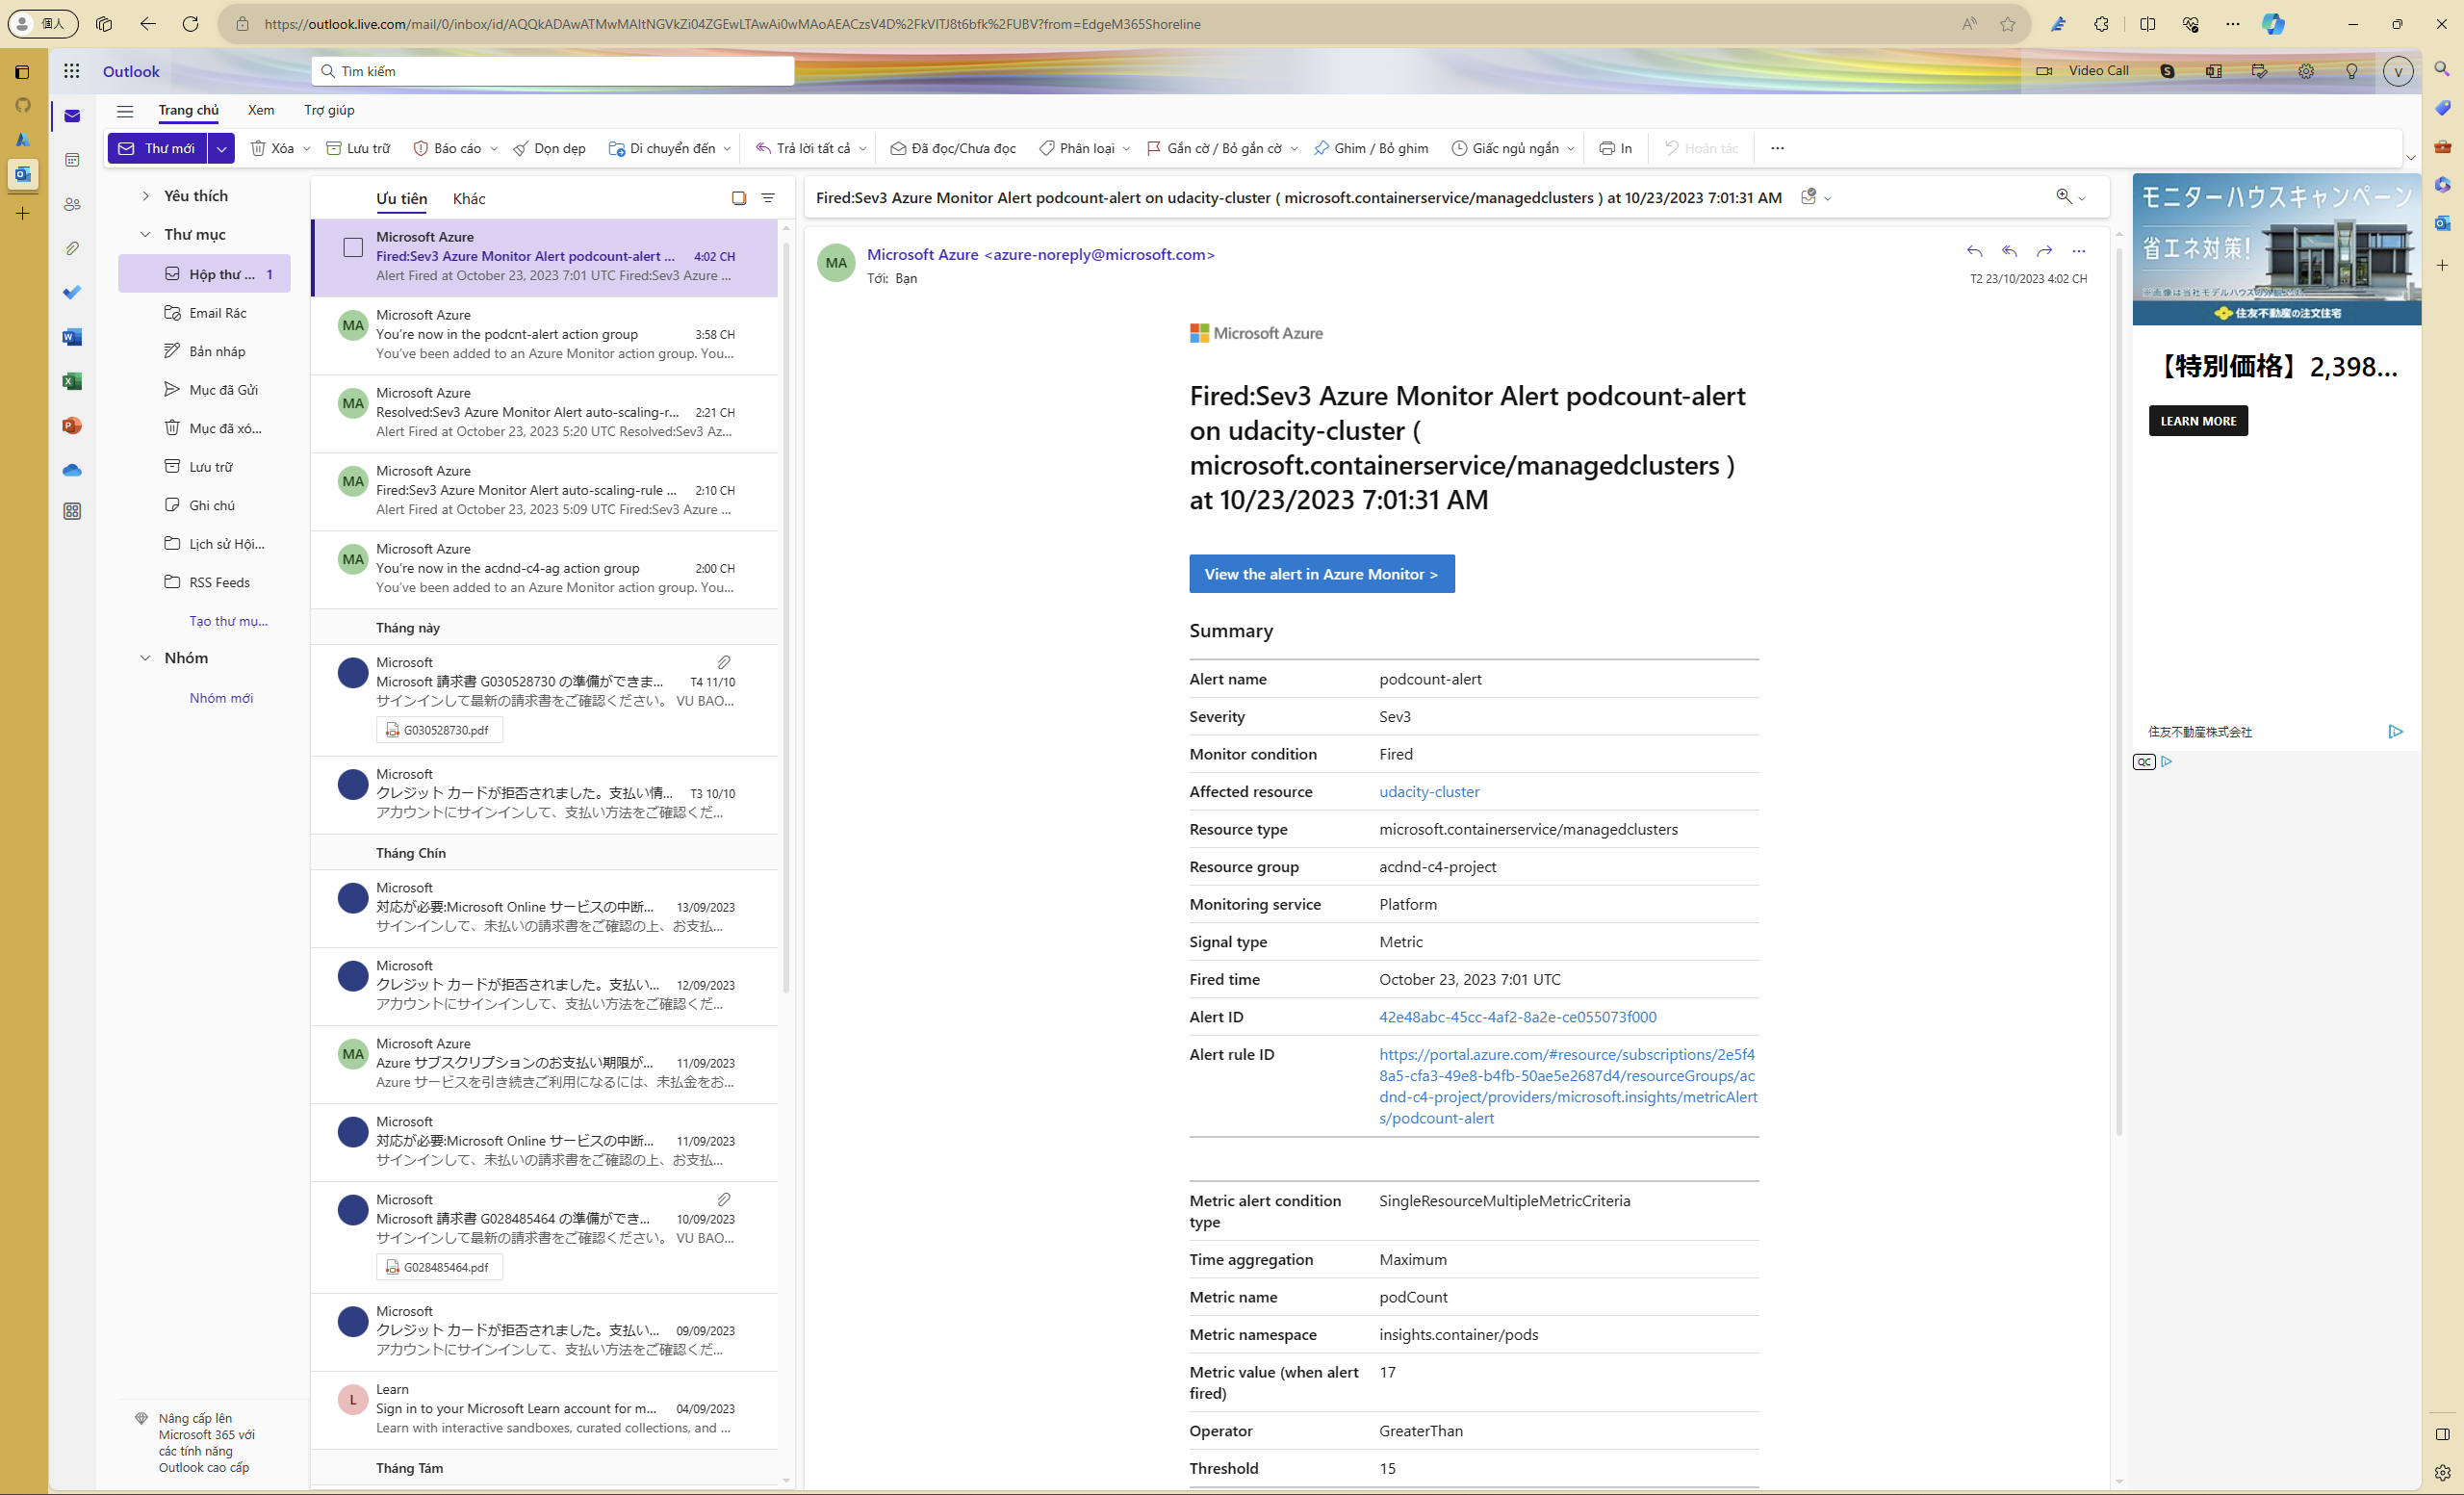 個人
https://outlook.live.com/mail/0/inbox/id/AQQkADAwATMwMAItNGVkZi04ZGEwLTAwAi0wMAoAEACzsV4D%2FkVITJ8t6bfk%2FUBV?from=EdgeM365Shoreline
Outlook
Tìm kiếm
Video Call
V
Trang chủ
Xem
Trợ giúp
Thư mới
Xóa
Lưu trữ
Báo cáo
Dọn dẹp
Di chuyển đến
Trả lời tất cả
Đã đọc/Chưa đọc
Phân loại
Gắn cờ / Bỏ gắn cờ
Ghim / Bỏ ghim
Giấc ngủ ngắn
In
Hoàn tác
Yêu thích
Thư mục
Hộp thư ... 1
Email Rác
Bản nháp
Mục đã Gửi
Mục đã xó...
Lưu trữ
Ghi chú
Lịch sử Hội...
RSS Feeds
Tạo thư mụ...
Nhóm
Nhóm mới
Nâng cấp lên
Microsoft 365 với
các tính năng
Outlook cao cấp
Ưu tiên
Khác
Microsoft Azure
Fired:Sev3 Azure Monitor Alert podcount-alert ... 4:02 CH
Alert Fired at October 23, 2023 7:01 UTC Fired:Sev3 Azure ...
MA
Microsoft Azure
You're now in the podcnt-alert action group 3:58 CH
You've been added to an Azure Monitor action group. You...
MA
Microsoft Azure
Resolved:Sev3 Azure Monitor Alert auto-scaling-r... 2:21 CH
Alert Fired at October 23, 2023 5:20 UTC Resolved:Sev3 Az...
MA
Microsoft Azure
Fired:Sev3 Azure Monitor Alert auto-scaling-rule ... 2:10 CH
Alert Fired at October 23, 2023 5:09 UTC Fired:Sev3 Azure ...
MA
Microsoft Azure
You're now in the acdnd-c4-ag action group 2:00 CH
You've been added to an Azure Monitor action group. You...
Tháng này
Microsoft
Microsoft 請求書 G030528730 の準備ができま... T4 11/10
サインインして最新の請求書をご確認ください。 VU BAO...
G030528730.pdf
Microsoft
クレジット カードが拒否されました。支払い情... T3 10/10
アカウントにサインインして、支払い方法をご確認くだ...
Tháng Chín
Microsoft
対応が必要:Microsoft Online サービスの中断... 13/09/2023
サインインして、未払いの請求書をご確認の上、お支払...
Microsoft
クレジット カードが拒否されました。支払い... 12/09/2023
アカウントにサインインして、支払い方法をご確認くだ...
MA
Microsoft Azure
Azure サブスクリプションのお支払い期限が... 11/09/2023
Azure サービスを引き続きご利用になるには、未払金をお...
Microsoft
対応が必要:Microsoft Online サービスの中断... 11/09/2023
サインインして、未払いの請求書をご確認の上、お支払...
Microsoft
Microsoft 請求書 G028485464 の準備ができ... 10/09/2023
サインインして最新の請求書をご確認ください。 VU BAO...
G028485464.pdf
Microsoft
クレジット カードが拒否されました。支払い... 09/09/2023
アカウントにサインインして、支払い方法をご確認くだ...
L
Learn
Sign in to your Microsoft Learn account for m... 04/09/2023
Learn with interactive sandboxes, curated collections, and ...
Tháng Tám
Fired:Sev3 Azure Monitor Alert podcount-alert on udacity-cluster ( microsoft.containerservice/managedclusters ) at 10/23/2023 7:01:31 AM
MA
Microsoft Azure <azure-noreply@microsoft.com>
Tới: Bạn
T2 23/10/2023 4:02 CH
Microsoft Azure
Fired:Sev3 Azure Monitor Alert podcount-alert
on udacity-cluster (
microsoft.containerservice/managedclusters )
at 10/23/2023 7:01:31 AM
View the alert in Azure Monitor >
Summary
Alert name podcount-alert
Severity Sev3
Monitor condition Fired
Affected resource udacity-cluster
Resource type microsoft.containerservice/managedclusters
Resource group acdnd-c4-project
Monitoring service Platform
Signal type Metric
Fired time October 23, 2023 7:01 UTC
Alert ID 42e48abc-45cc-4af2-8a2e-ce055073f000
Alert rule ID https://portal.azure.com/#resource/subscriptions/2e5f4
8a5-cfa3-49e8-b4fb-50ae5e2687d4/resourceGroups/ac
dnd-c4-project/providers/microsoft.insights/metricAlert
s/podcount-alert
Metric alert condition SingleResourceMultipleMetricCriteria
type
Time aggregation Maximum
Metric name podCount
Metric namespace insights.container/pods
Metric value (when alert 17
fired)
Operator GreaterThan
Threshold 15
モニターハウスキャンペーン
省エネ対策!
※画像は当社モデルハウスの
住友不動産の注文住宅
【特別価格】2,398...
LEARN MORE
住友不動産株式会社
QC